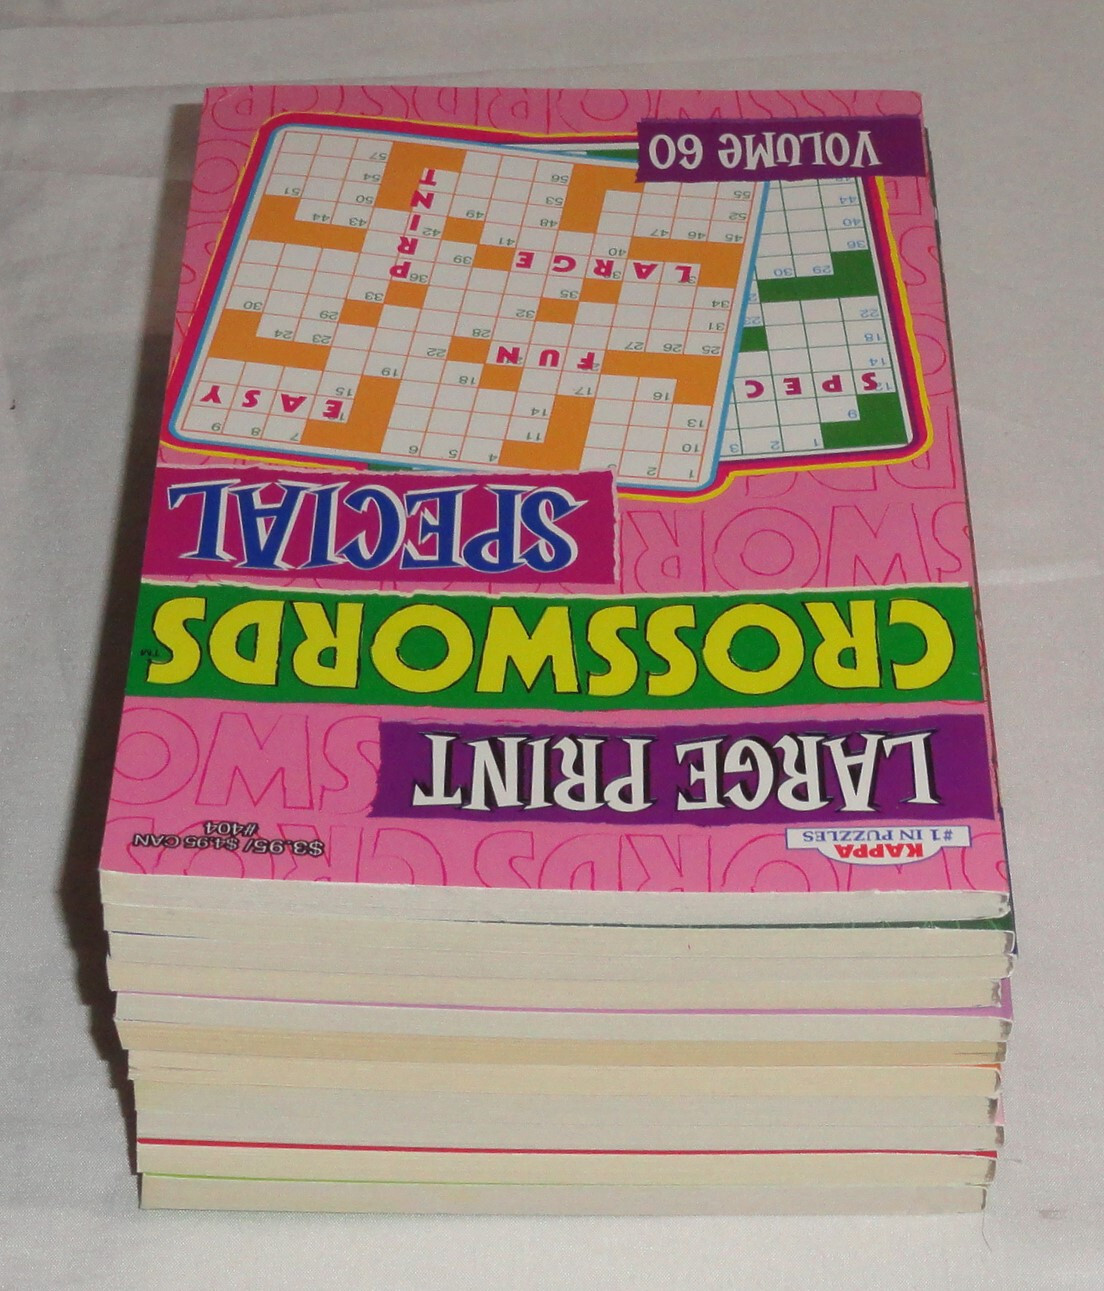 KAPPA
#1 IN PUZZLES
$3.95/ $4.95 CAN
#404
LARGE PRINT
CROSSWORDS™
SPECIAL
SPEC
EASY
FUN
LARGE
PRINT
VOLUME 60